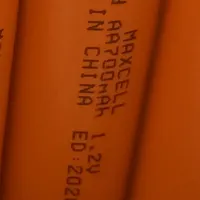 MAXCELL 1.2V
AA700MAH ED:202
IN CHINA